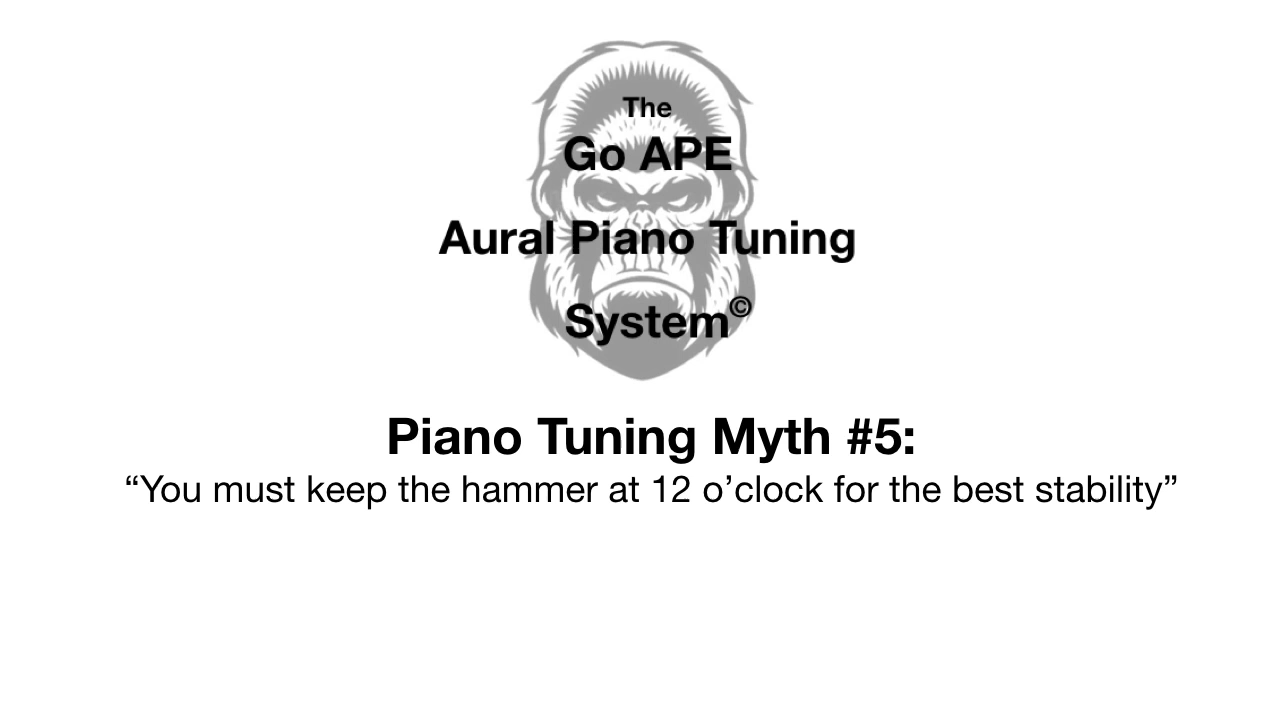 The
Go APE
Aural Piano Tuning
System©
Piano Tuning Myth #5:
“You must keep the hammer at 12 o’clock for the best stability”